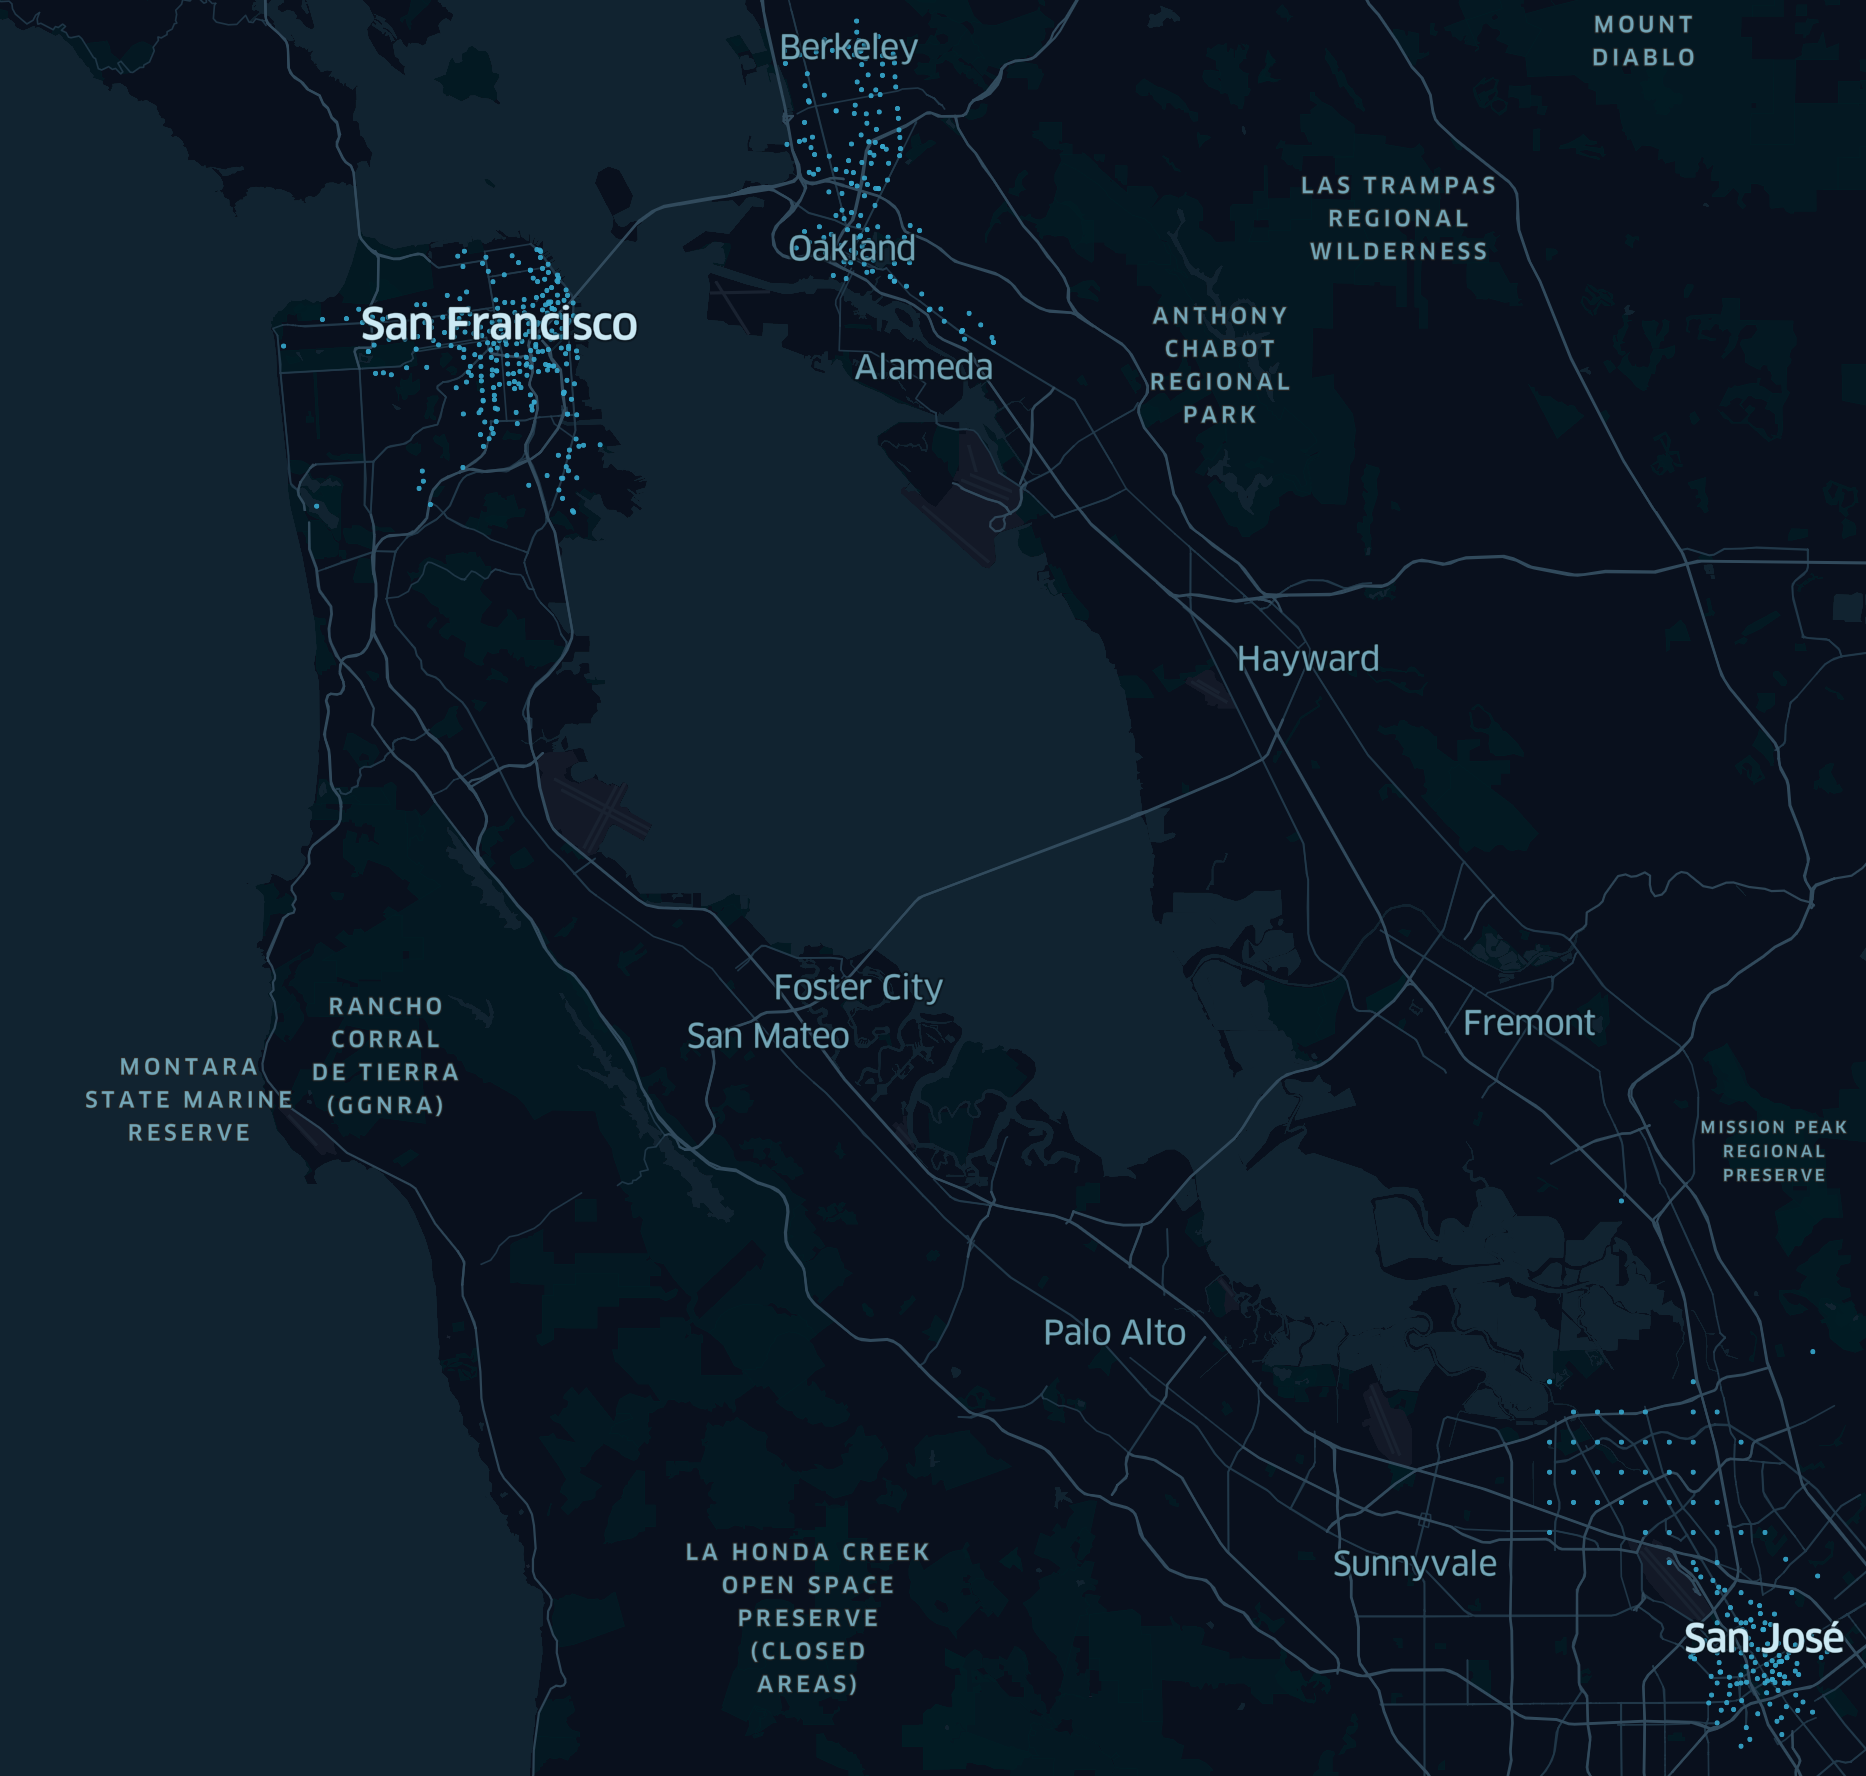 MOUNT
DIABLO
Berkeley
LAS TRAMPAS
REGIONAL
WILDERNESS
Oakland
San Francisco
ANTHONY
CHABOT
REGIONAL
PARK
Alameda
Hayward
Foster City
San Mateo
RANCHO
CORRAL
DE TIERRA
(GGNRA)
MONTARA
STATE MARINE
RESERVE
Fremont
MISSION PEAK
REGIONAL
PRESERVE
Palo Alto
LA HONDA CREEK
OPEN SPACE
PRESERVE
(CLOSED
AREAS)
Sunnyvale
San José